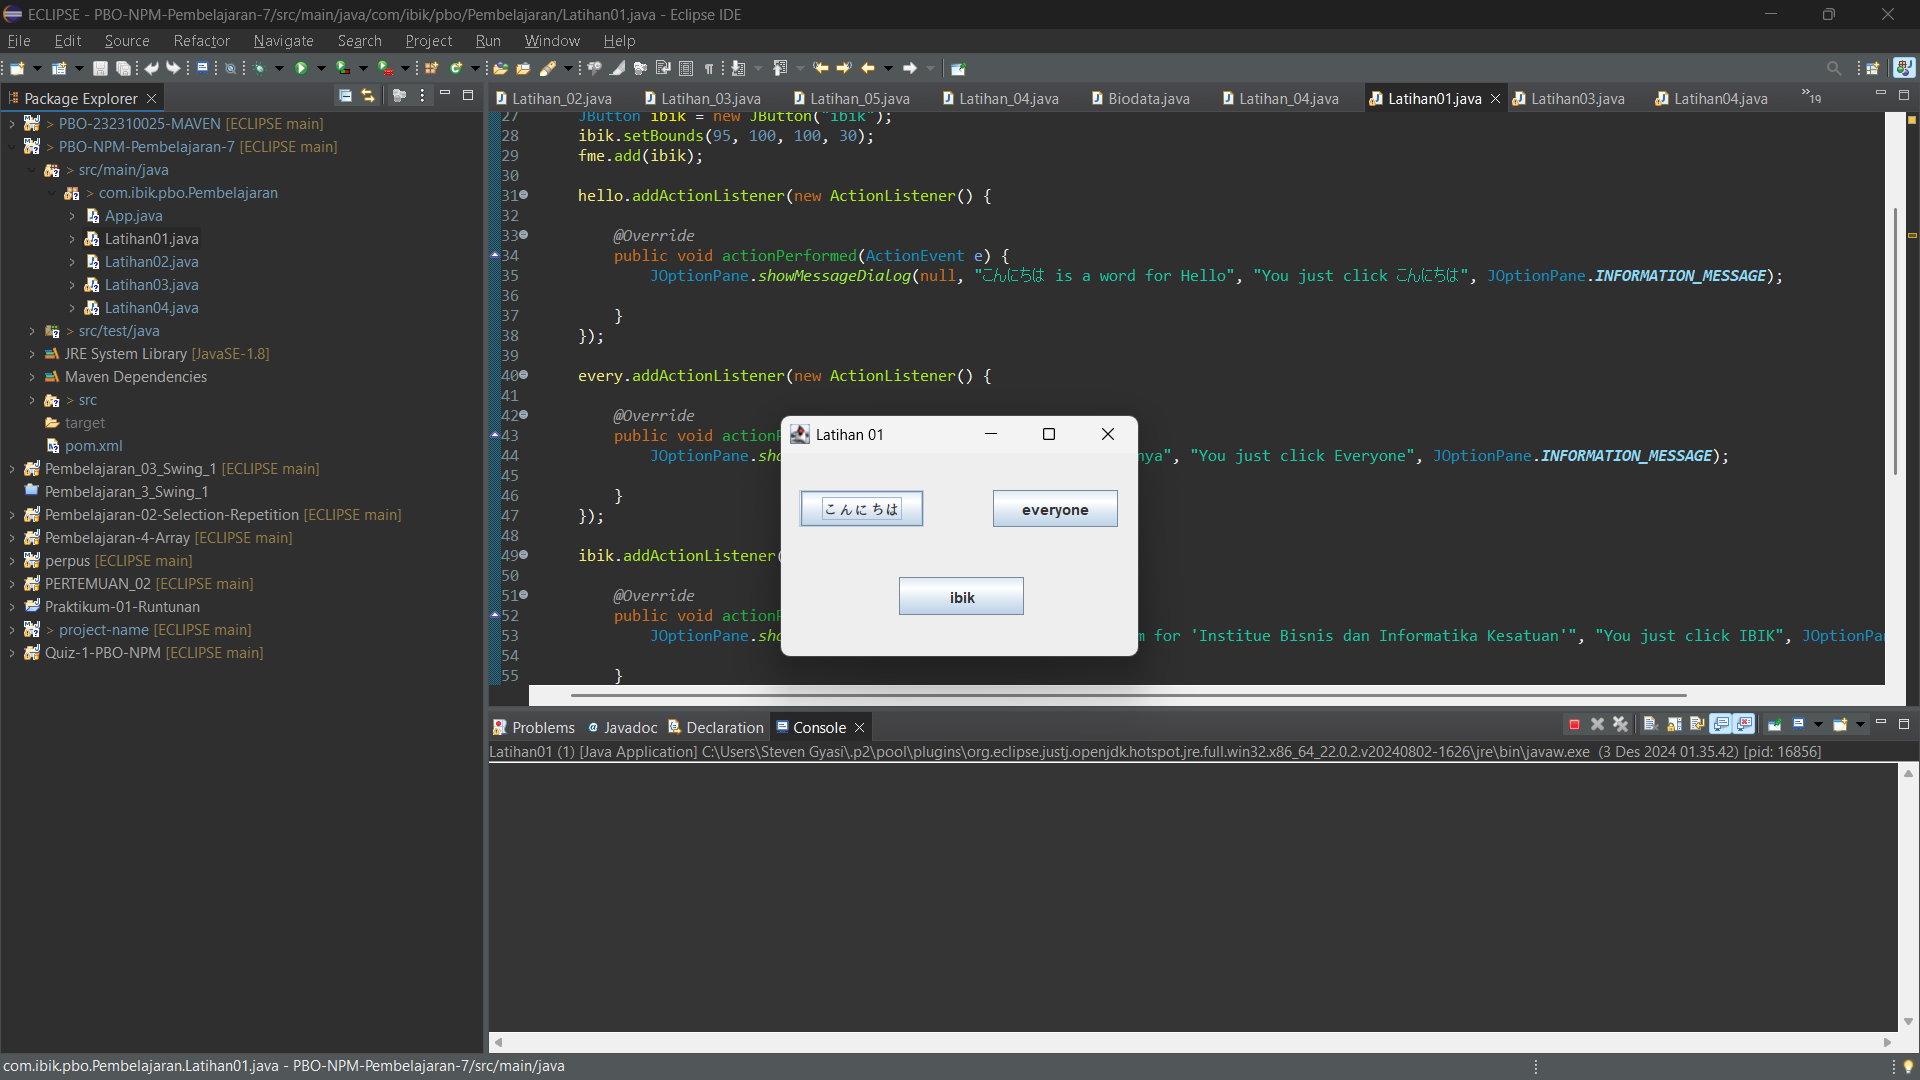 ECLIPSE - PBO-NPM-Pembelajaran-7/src/main/java/com/ibik/pbo/Pembelajaran/Latihan01.java - Eclipse IDE
File Edit Source Refactor Navigate Search Project Run Window Help
Package Explorer
> PBO-232310025-MAVEN [ECLIPSE main]
> PBO-NPM-Pembelajaran-7 [ECLIPSE main]
> src/main/java
> com.ibik.pbo.Pembelajaran
App.java
Latihan01.java
Latihan02.java
Latihan03.java
Latihan04.java
> src/test/java
JRE System Library [JavaSE-1.8]
Maven Dependencies
> src
target
pom.xml
Pembelajaran_03_Swing_1 [ECLIPSE main]
Pembelajaran_3_Swing_1
Pembelajaran-02-Selection-Repetition [ECLIPSE main]
Pembelajaran-4-Array [ECLIPSE main]
perpus [ECLIPSE main]
PERTEMUAN_02 [ECLIPSE main]
Praktikum-01-Runtunan
> project-name [ECLIPSE main]
Quiz-1-PBO-NPM [ECLIPSE main]
Latihan_02.java Latihan_03.java Latihan_05.java Latihan_04.java Biodata.java Latihan_04.java Latihan01.java Latihan03.java Latihan04.java »19
27 JButton ibik = new JButton("ibik");
28 ibik.setBounds(95, 100, 100, 30);
29 fme.add(ibik);
30
31 hello.addActionListener(new ActionListener() {
32
33 @Override
34 public void actionPerformed(ActionEvent e) {
35 JOptionPane.showMessageDialog(null, "こんにちは is a word for Hello", "You just click こんにちは", JOptionPane.INFORMATION_MESSAGE);
36
37 }
38 });
39
40 every.addActionListener(new ActionListener() {
41
42 @Override
43 public void actionP
44 JOptionPane.sho nya", "You just click Everyone", JOptionPane.INFORMATION_MESSAGE);
45
46 }
47 });
48
49 ibik.addActionListener(
50
51 @Override
52 public void actionP
53 JOptionPane.sho m for 'Institue Bisnis dan Informatika Kesatuan'", "You just click IBIK", JOptionPa
54
55 }
Latihan 01
こんにちは
everyone
ibik
Problems Javadoc Declaration Console
Latihan01 (1) [Java Application] C:\Users\Steven Gyasi\.p2\pool\plugins\org.eclipse.justj.openjdk.hotspot.jre.full.win32.x86_64_22.0.2.v20240802-1626\jre\bin\javaw.exe (3 Des 2024 01.35.42) [pid: 16856]
com.ibik.pbo.Pembelajaran.Latihan01.java - PBO-NPM-Pembelajaran-7/src/main/java